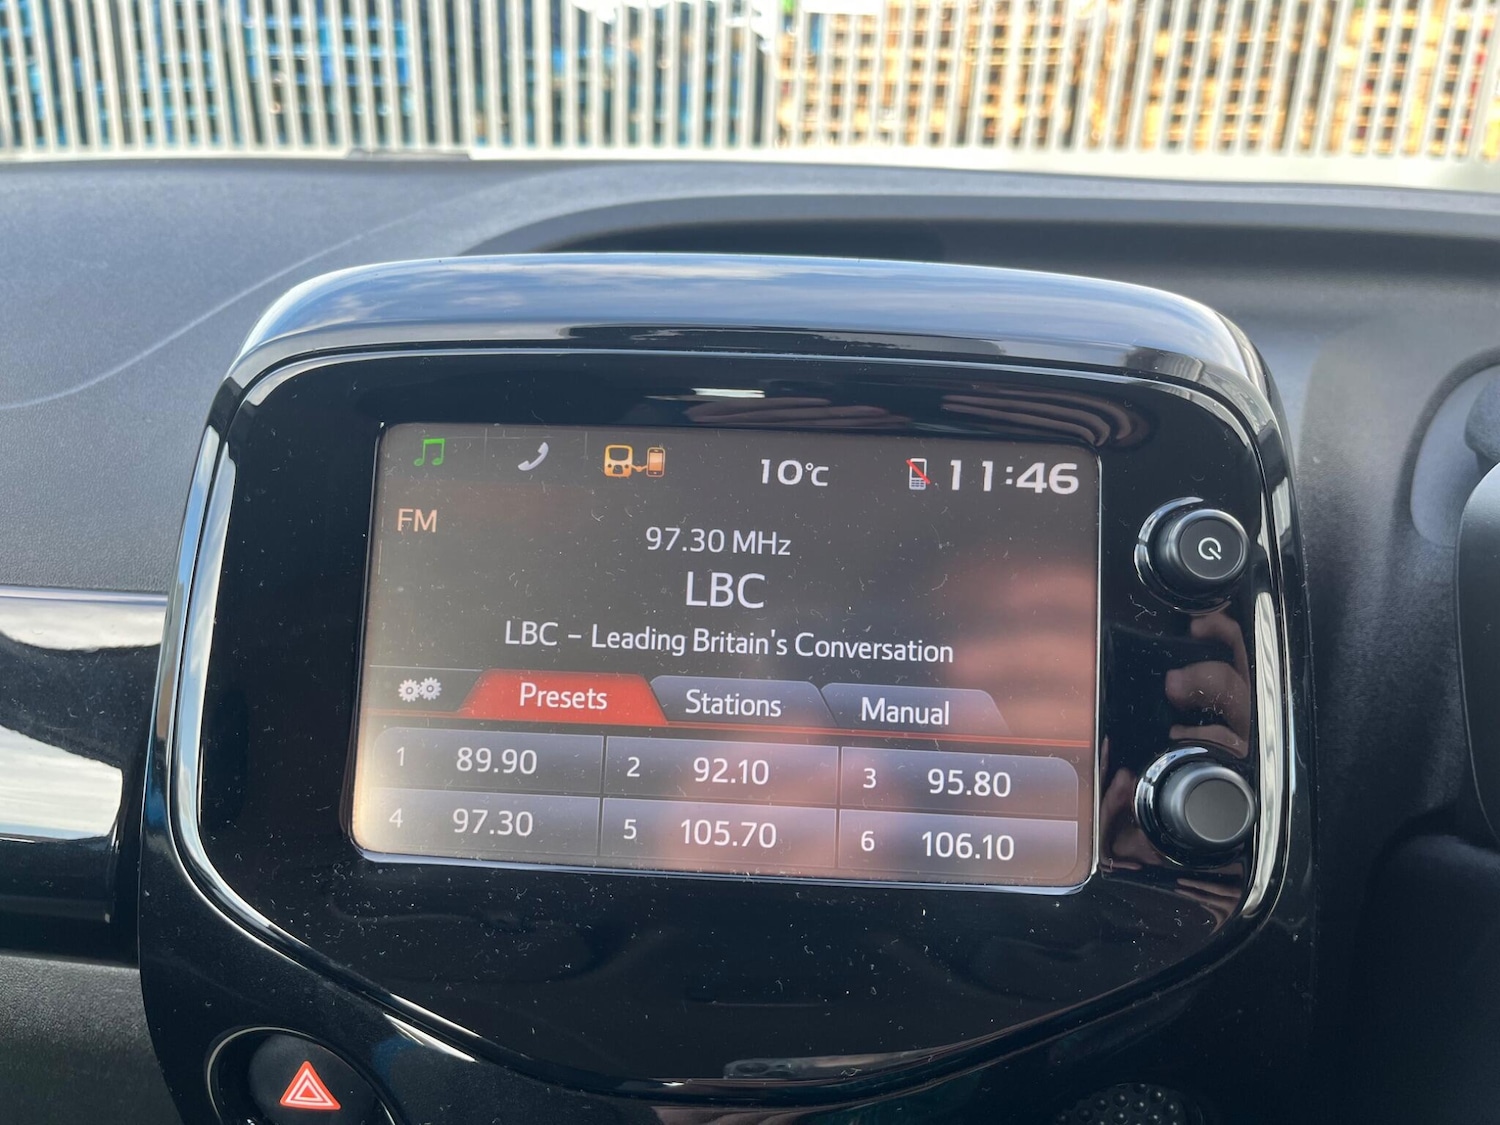 10°C 11:46
FM
97.30 MHz
LBC
LBC - Leading Britain's Conversation
Presets Stations Manual
1 89.90 2 92.10 3 95.80
4 97.30 5 105.70 6 106.10